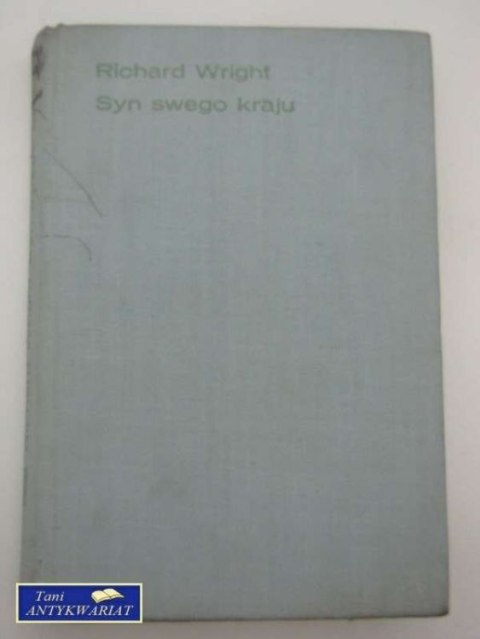 Richard Wright
Syn swego kraju
Tani
ANTYKWARIAT